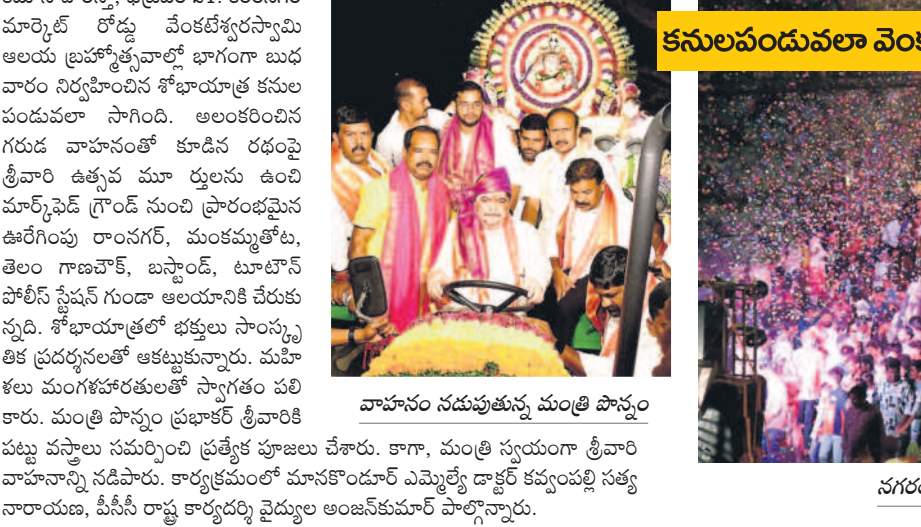 మార్కెట్ రోడ్డు వేంకటేశ్వరస్వామి
ఆలయ బ్రహ్మోత్సవాల్లో భాగంగా బుధ
వారం నిర్వహించిన శోభాయాత్ర కనుల
పండువలా సాగింది. అలంకరించిన
గరుడ వాహనంతో కూడిన రథంపై
శ్రీవారి ఉత్సవ మూ ర్తులను ఉంచి
మార్క్‌ఫెడ్ గ్రౌండ్ నుంచి ప్రారంభమైన
ఊరేగింపు రాంనగర్, మంకమ్మతోట,
తెలం గాణచౌక్, బస్టాండ్, టూటౌన్
పోలీస్ స్టేషన్ గుండా ఆలయానికి చేరుకు
న్నది. శోభాయాత్రలో భక్తులు సాంస్కృ
తిక ప్రదర్శనలతో ఆకట్టుకున్నారు. మహి
ళలు మంగళహారతులతో స్వాగతం పలి
కారు. మంత్రి పొన్నం ప్రభాకర్ శ్రీవారికి
పట్టు వస్త్రాలు సమర్పించి ప్రత్యేక పూజలు చేశారు. కాగా, మంత్రి స్వయంగా శ్రీవారి
వాహనాన్ని నడిపారు. కార్యక్రమంలో మానకొండూర్ ఎమ్మెల్యే డాక్టర్ కవ్వంపల్లి సత్య
నారాయణ, పీసీసీ రాష్ట్ర కార్యదర్శి వైద్యుల అంజన్‌కుమార్ పాల్గొన్నారు.
వాహనం నడుపుతున్న మంత్రి పొన్నం
కనులపండువలా వెంక
నగరం